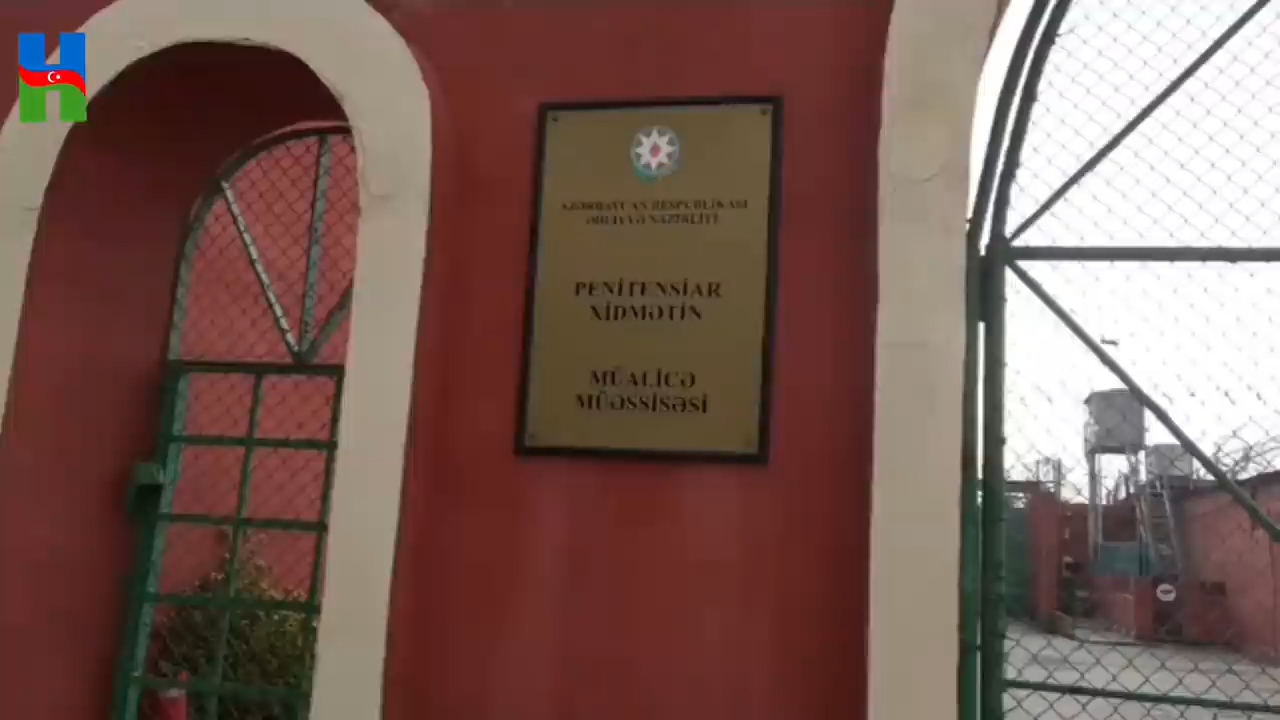 AZƏRBAYCAN RESPUBLİKASI
ƏDLİYYƏ NAZİRLİYİ
PENİTENSİAR
XİDMƏTİN
MÜALİCƏ
MÜƏSSİSƏSİ